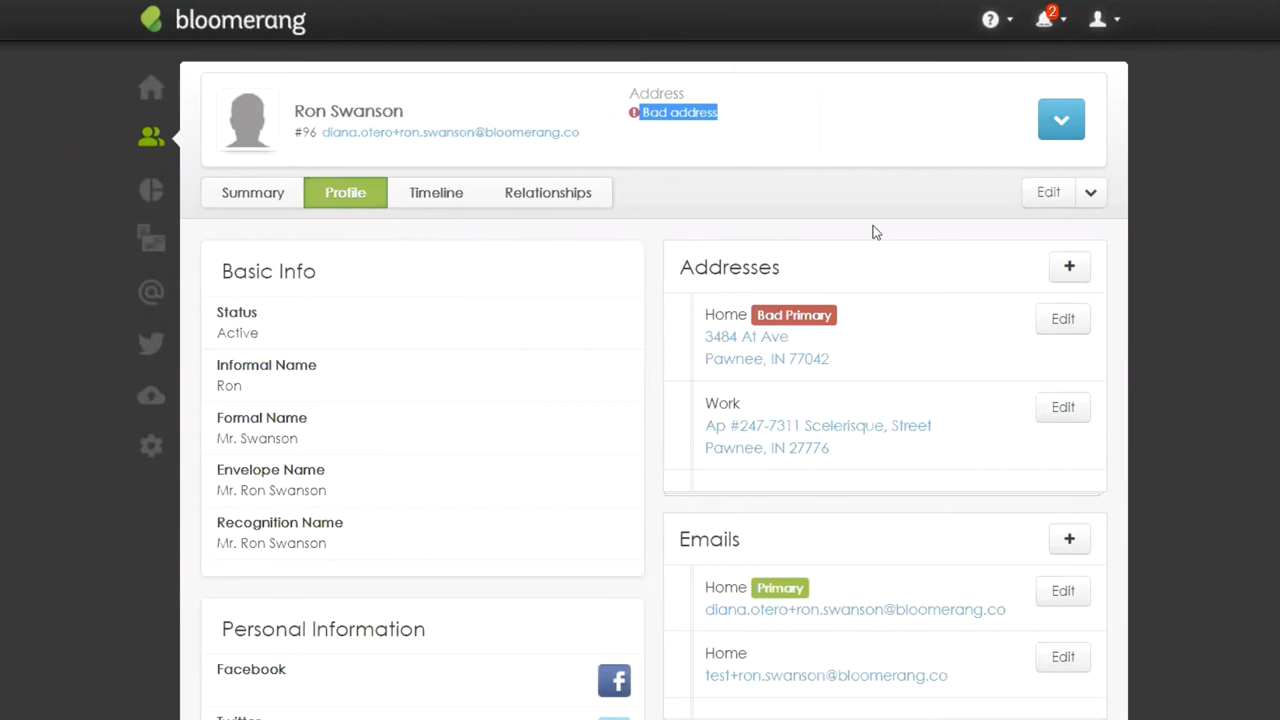 bloomerang
2
Ron Swanson
#96 diana.otero+ron.swanson@bloomerang.co
Address
Bad address
Summary
Profile
Timeline
Relationships
Edit
Basic Info
Status
Active
Informal Name
Ron
Formal Name
Mr. Swanson
Envelope Name
Mr. Ron Swanson
Recognition Name
Mr. Ron Swanson
Personal Information
Facebook
Twitter
Addresses
+
Home Bad Primary
Edit
3484 At Ave
Pawnee, IN 77042
Work
Edit
Ap #247-7311 Scelerisque, Street
Pawnee, IN 27776
Emails
+
Home Primary
Edit
diana.otero+ron.swanson@bloomerang.co
Home
Edit
test+ron.swanson@bloomerang.co